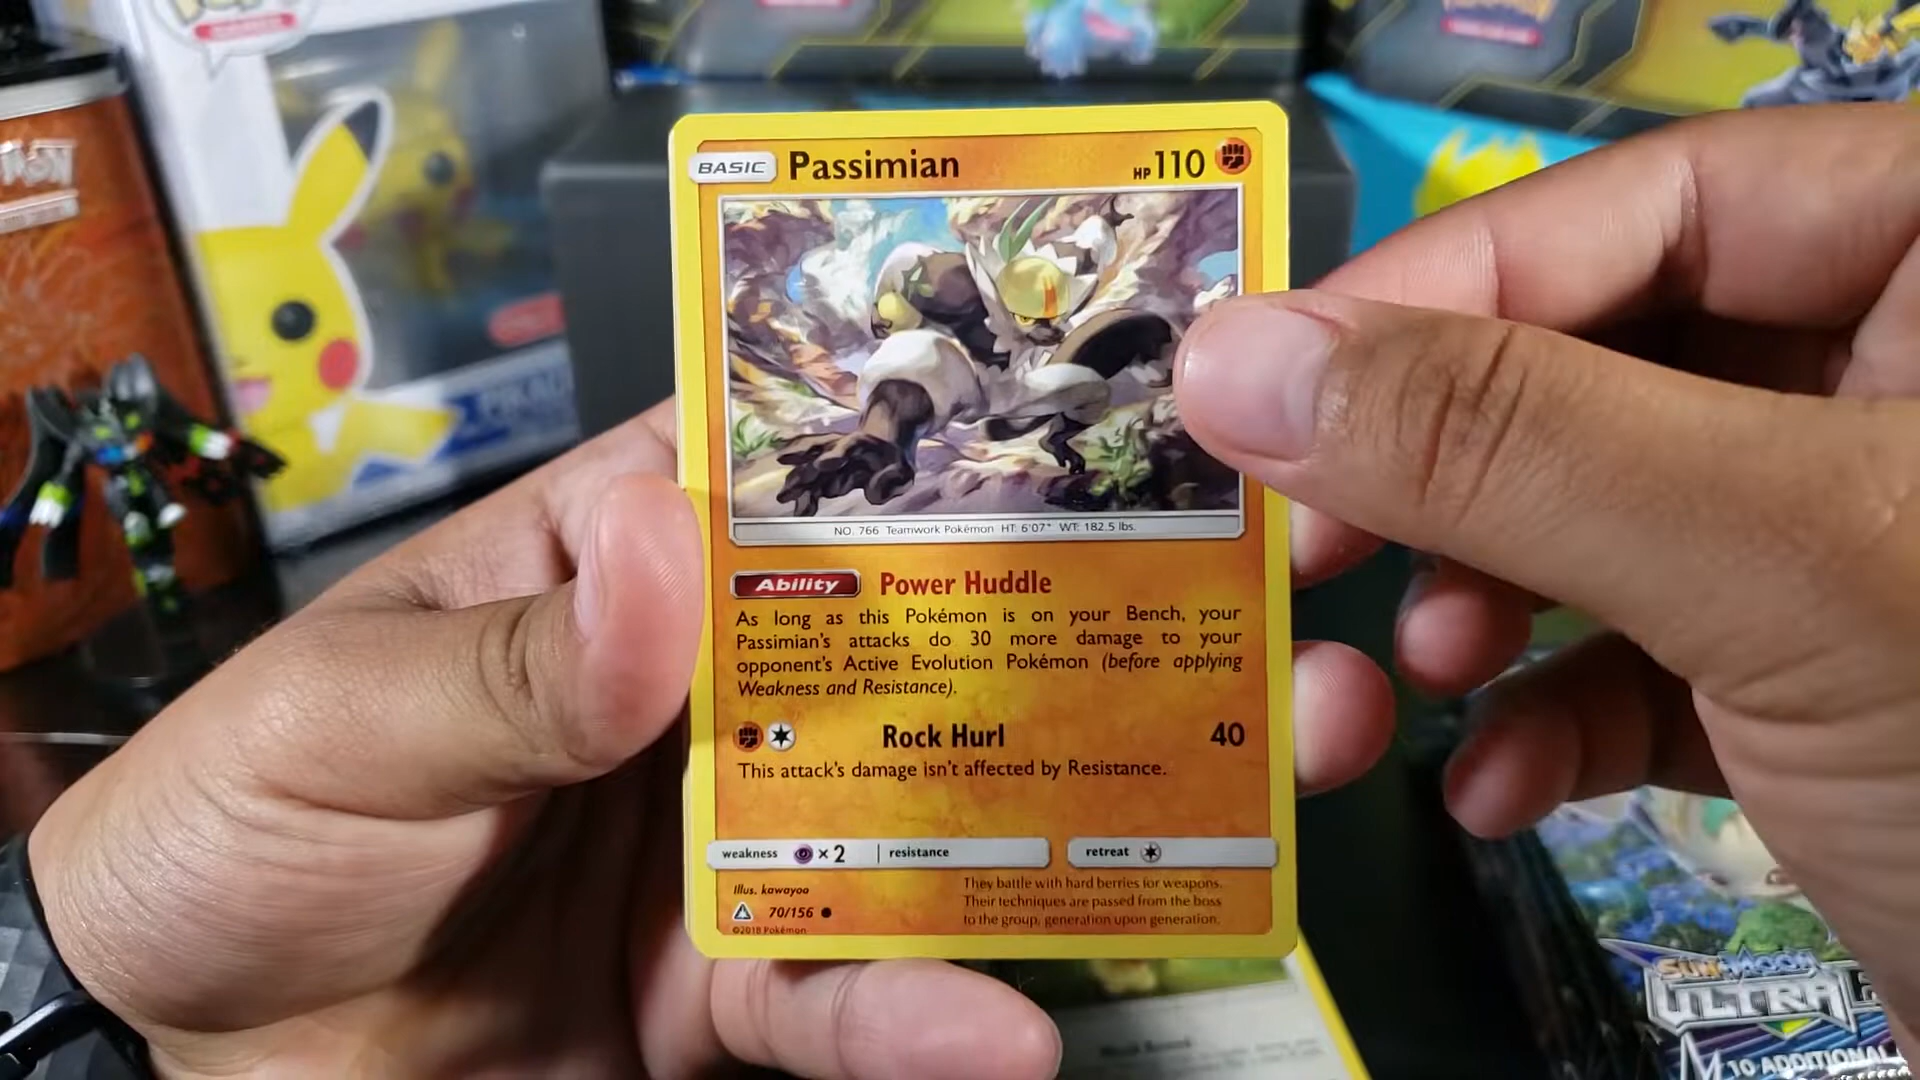 BASIC Passimian HP 110
NO. 766 Teamwork Pokémon HT: 6'07" WT: 182.5 lbs.
Ability Power Huddle
As long as this Pokémon is on your Bench, your
Passimian's attacks do 30 more damage to your
opponent's Active Evolution Pokémon (before applying
Weakness and Resistance).
Rock Hurl 40
This attack's damage isn't affected by Resistance.
weakness × 2 resistance retreat
Illus. kawayoo
70/156
©2018 Pokémon
They battle with hard berries for weapons.
Their techniques are passed from the boss
to the group, generation upon generation.
SUN & MOON
ULTRA
10 ADDITIONAL